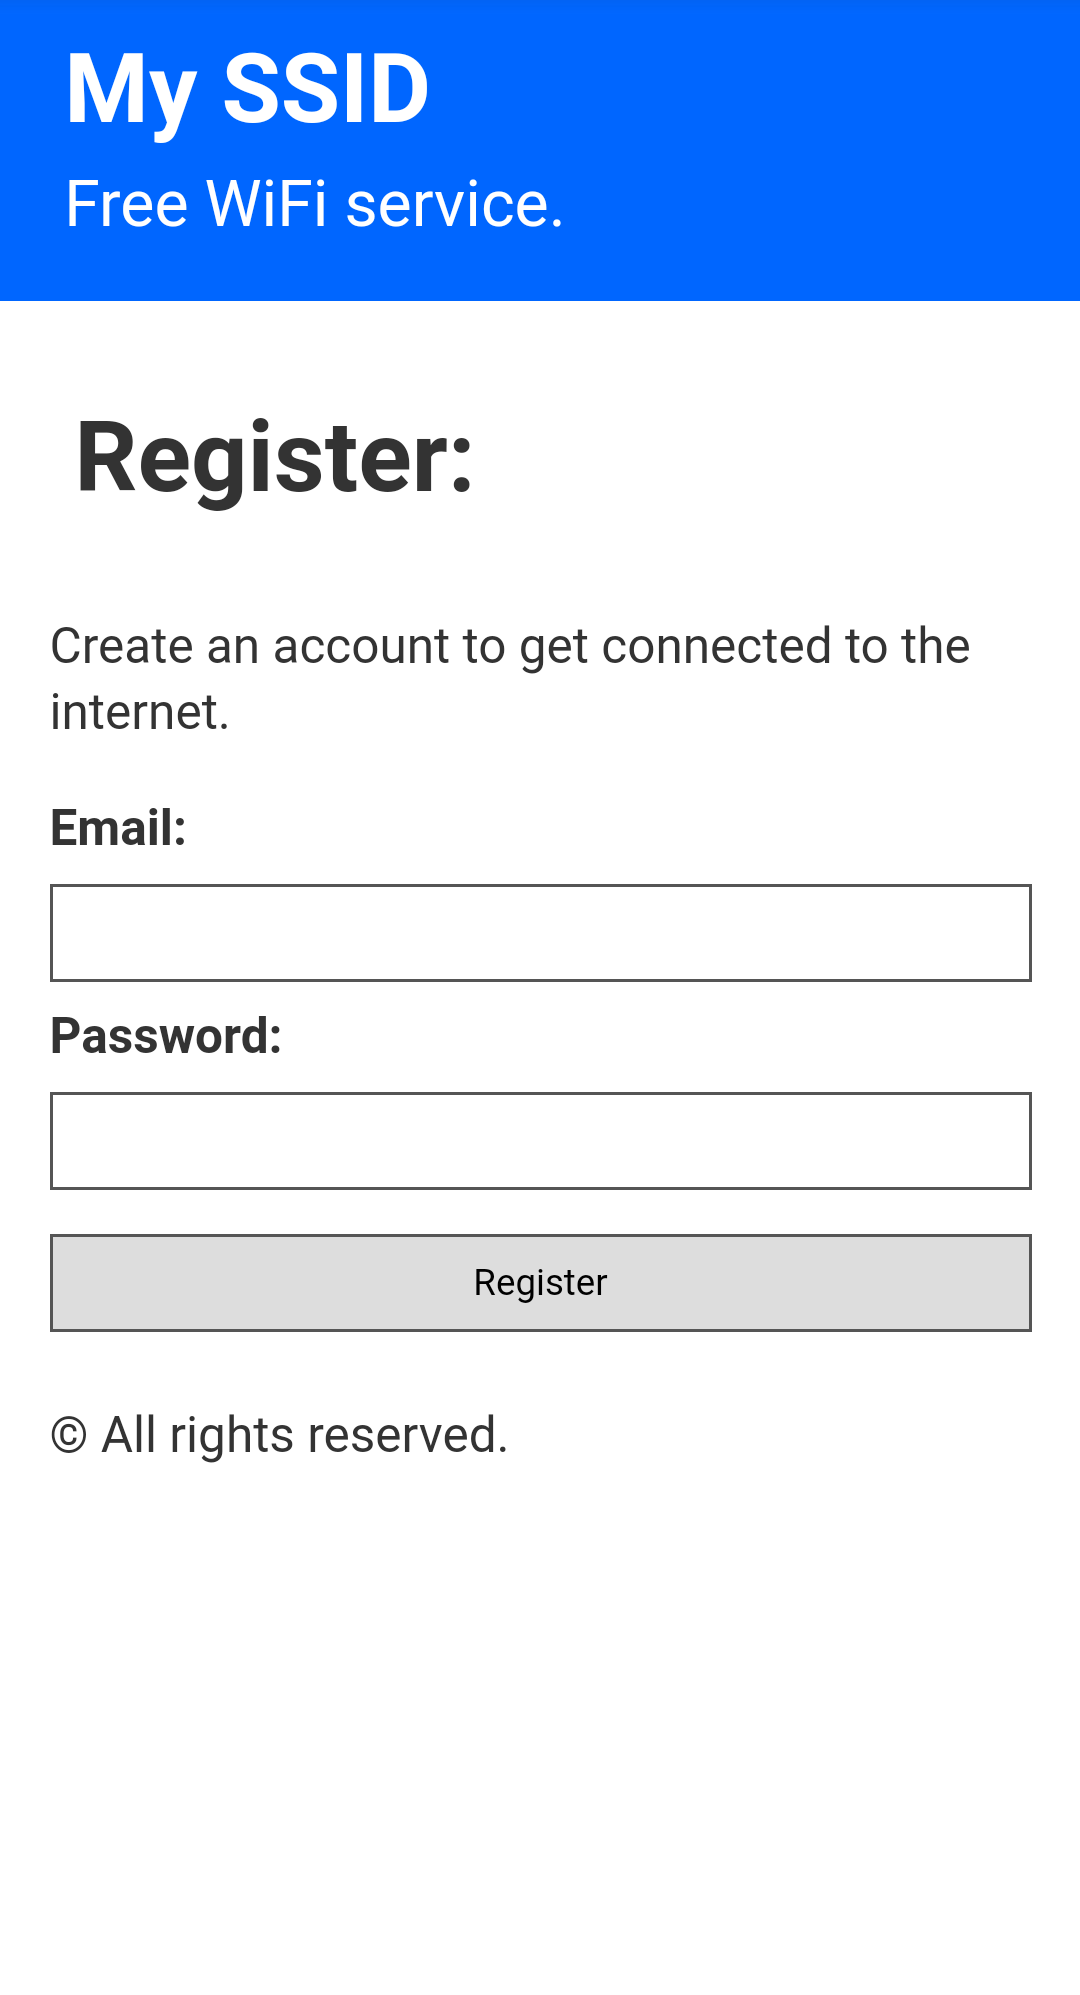 My SSID
Free WiFi service.
Register:
Create an account to get connected to the
internet.
Email:
Password:
Register
© All rights reserved.